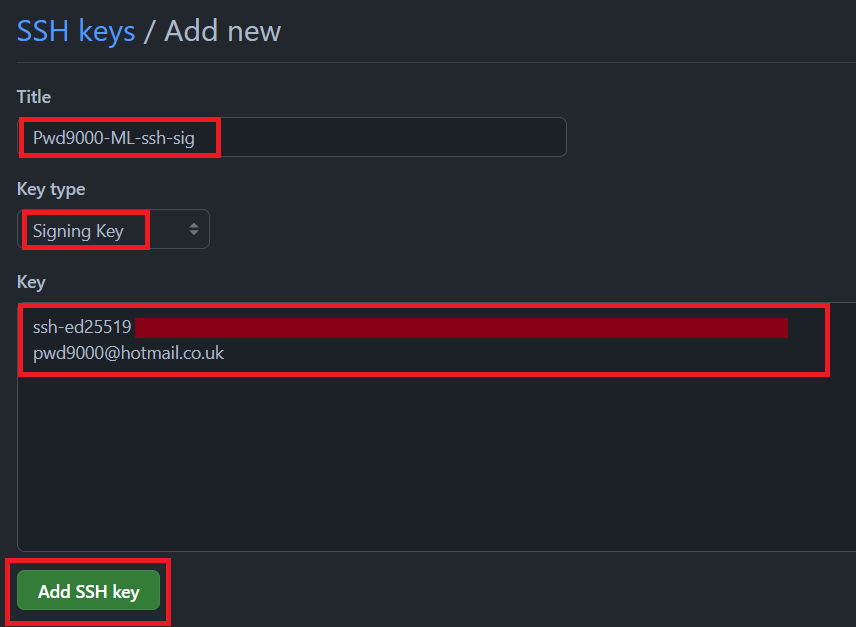 SSH keys / Add new
Title
Pwd9000-ML-ssh-sig
Key type
Signing Key
Key
ssh-ed25519
pwd9000@hotmail.co.uk
Add SSH key